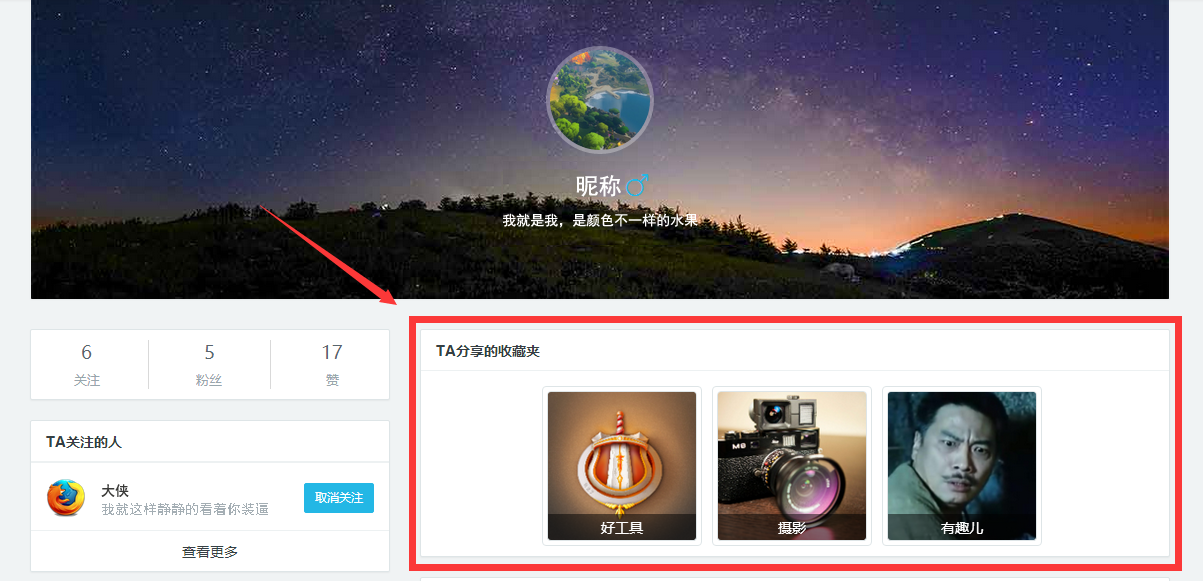 昵称
我就是我，是颜色不一样的水果
6
关注
5
粉丝
17
赞
TA关注的人
大侠
我就这样静静的看着你装逼
取消关注
查看更多
TA分享的收藏夹
好工具
M8
摄影
有趣儿